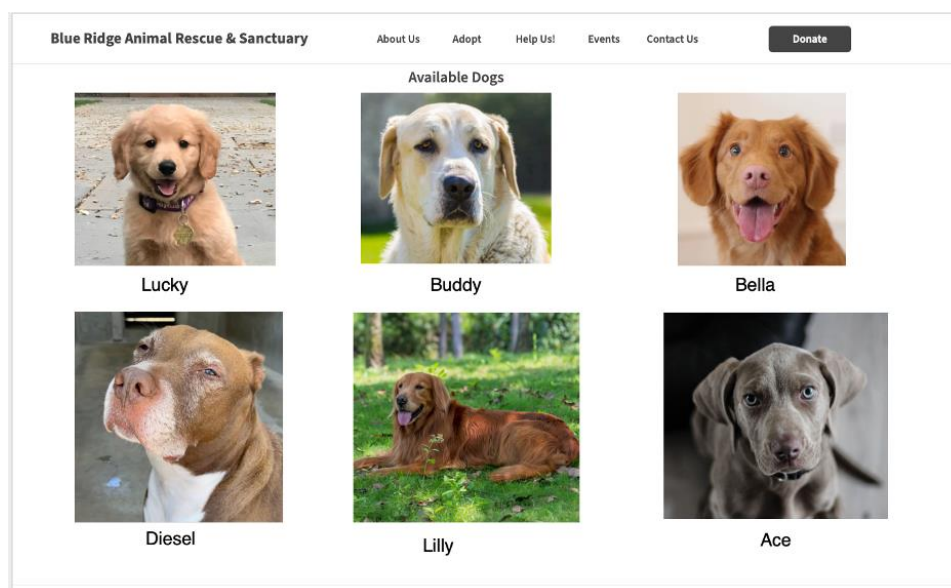 Blue Ridge Animal Rescue & Sanctuary
About Us
Adopt
Help Us!
Events
Contact Us
Donate
Available Dogs
Lucky
Buddy
Bella
Diesel
Lilly
Ace